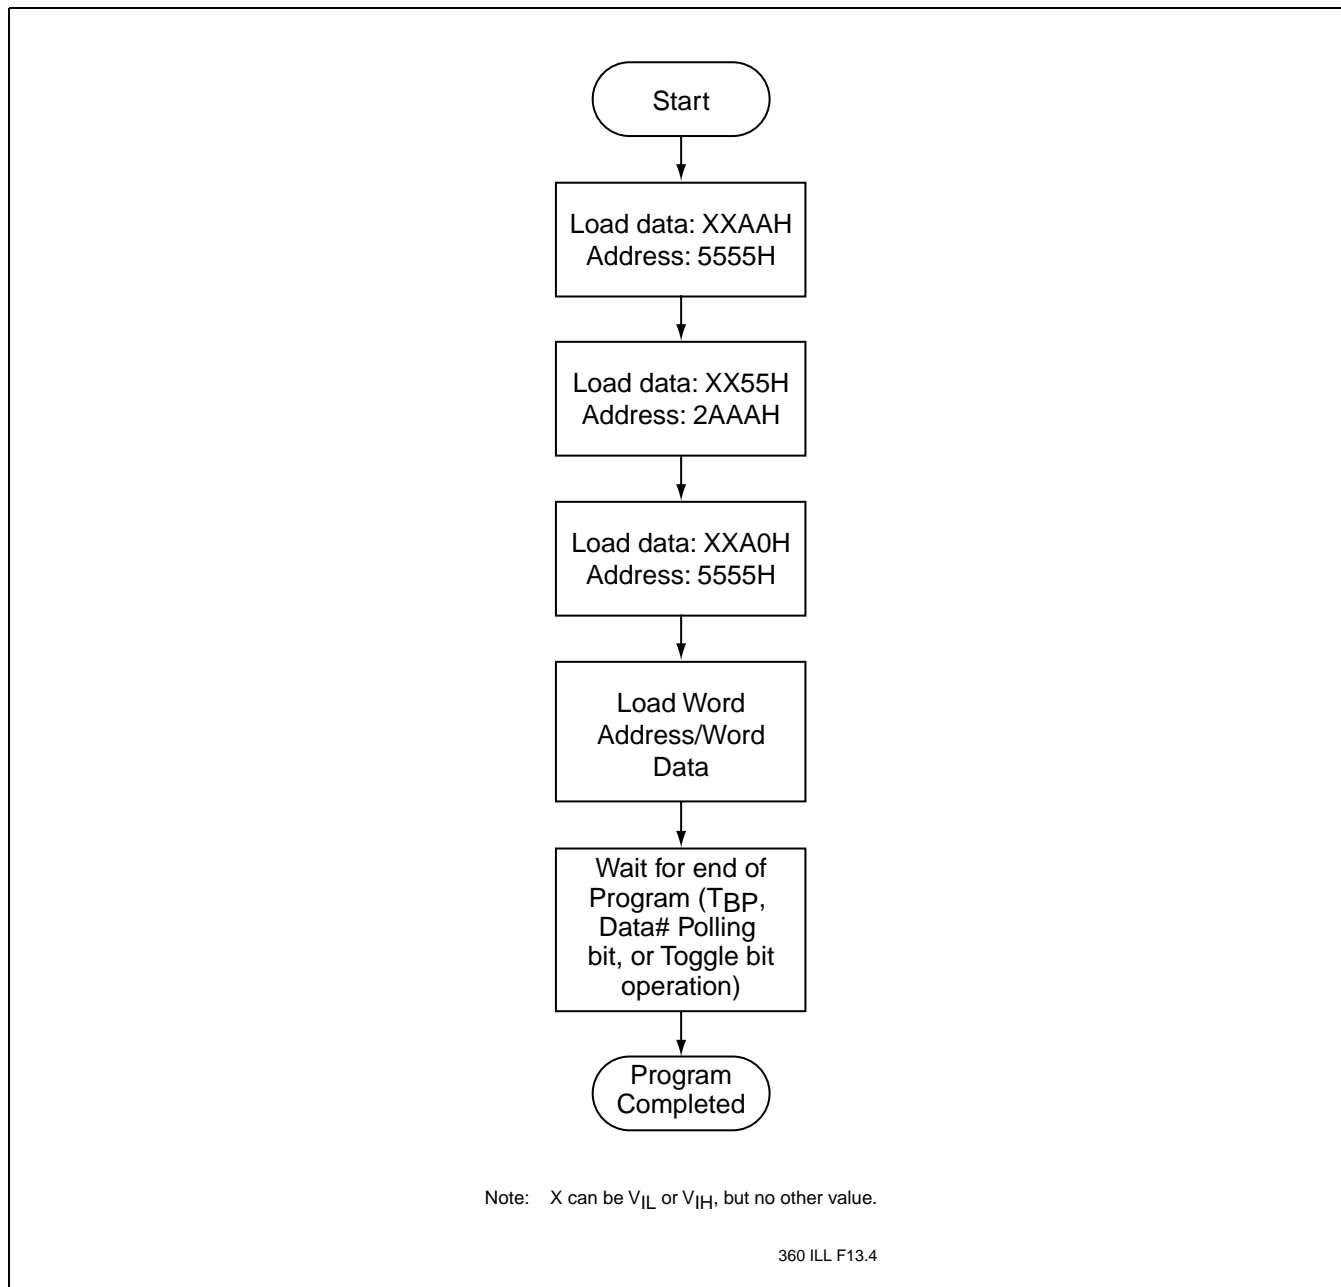 Start
Load data: XXAAH
Address: 5555H
Load data: XX55H
Address: 2AAAH
Load data: XXA0H
Address: 5555H
Load Word
Address/Word
Data
Wait for end of
Program (TBP,
Data# Polling
bit, or Toggle bit
operation)
Program
Completed
Note: X can be VIL or VIH, but no other value.
360 ILL F13.4